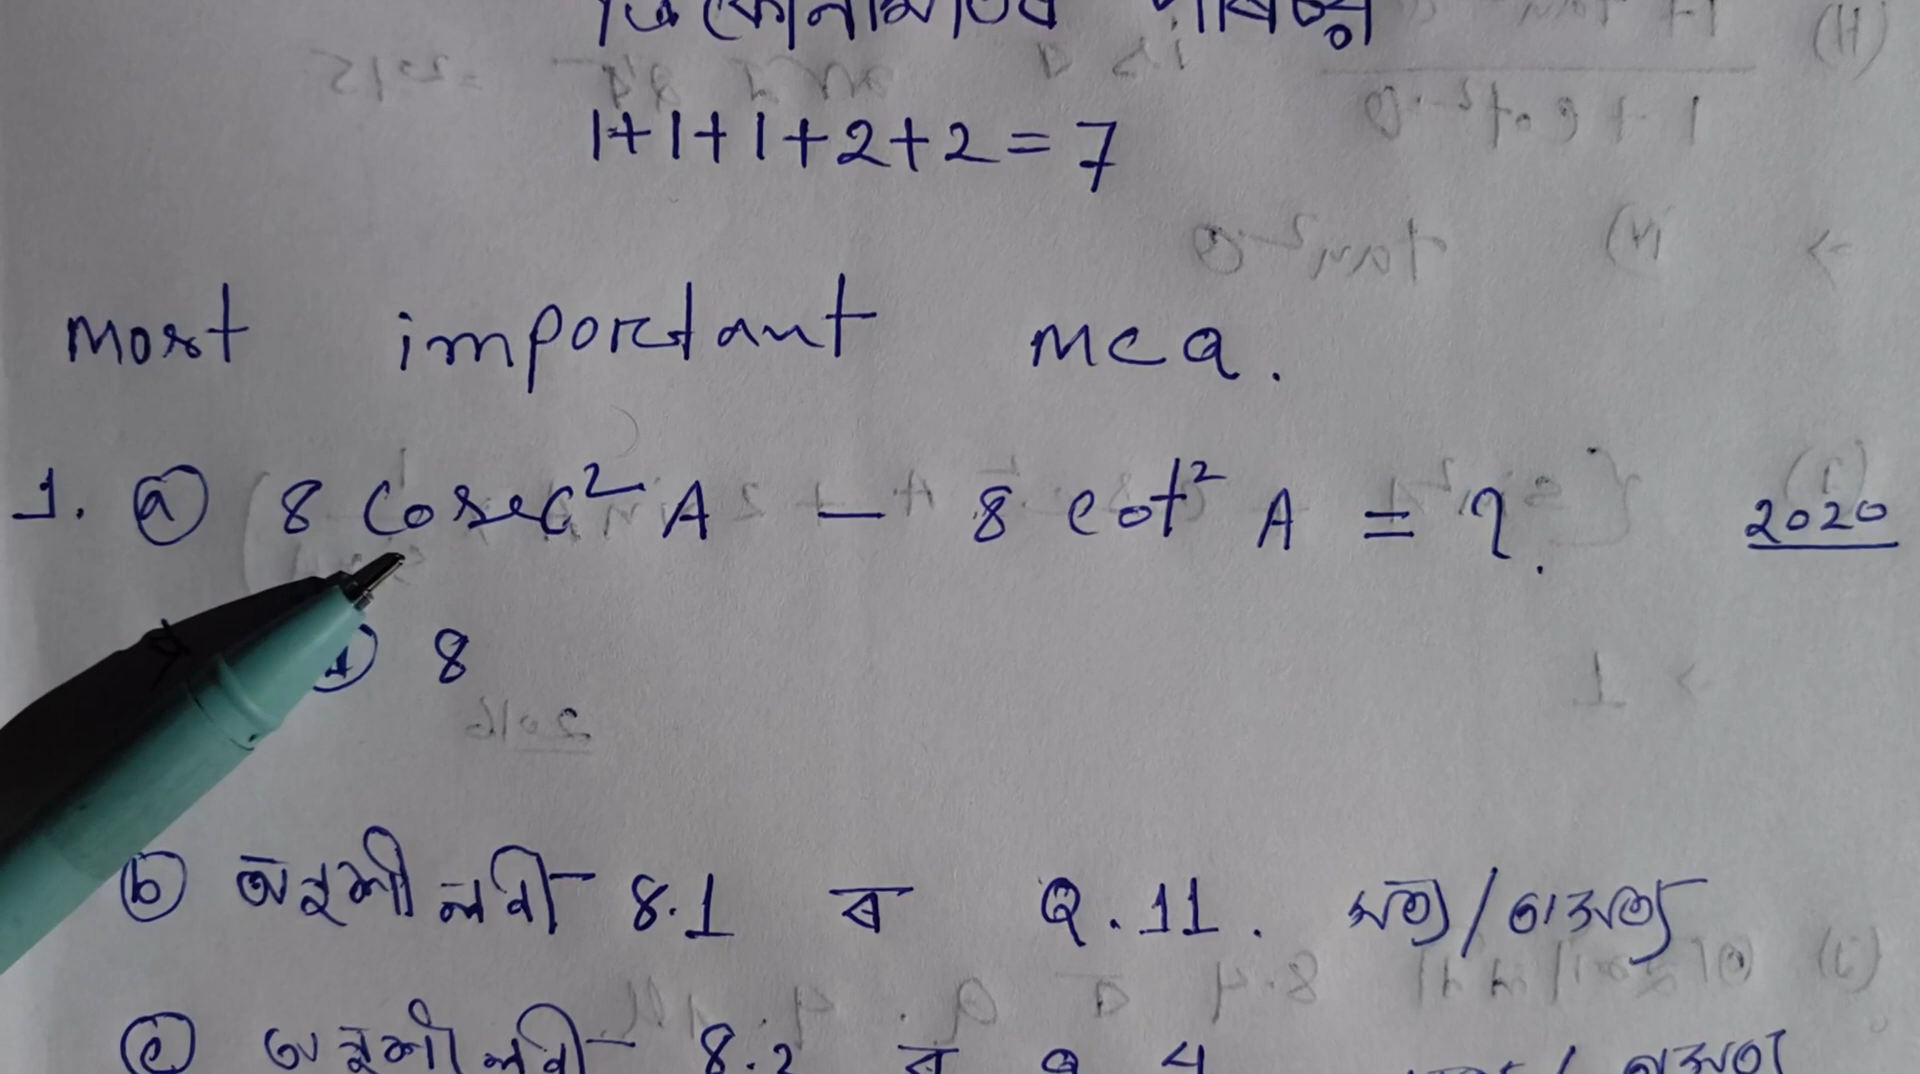 ত্ৰিকোনমিতিৰ পৰিচয়
1+1+1+2+2=7
Most important MCQ.
1. (a) 8 Cosec² A - 8 cot² A = ?. 2020
8
(b) অনুশীলনী 8.1 ৰ Q.11. সত্য/অসত্য
(c) অনুশীলনী 8.2 ৰ Q 4